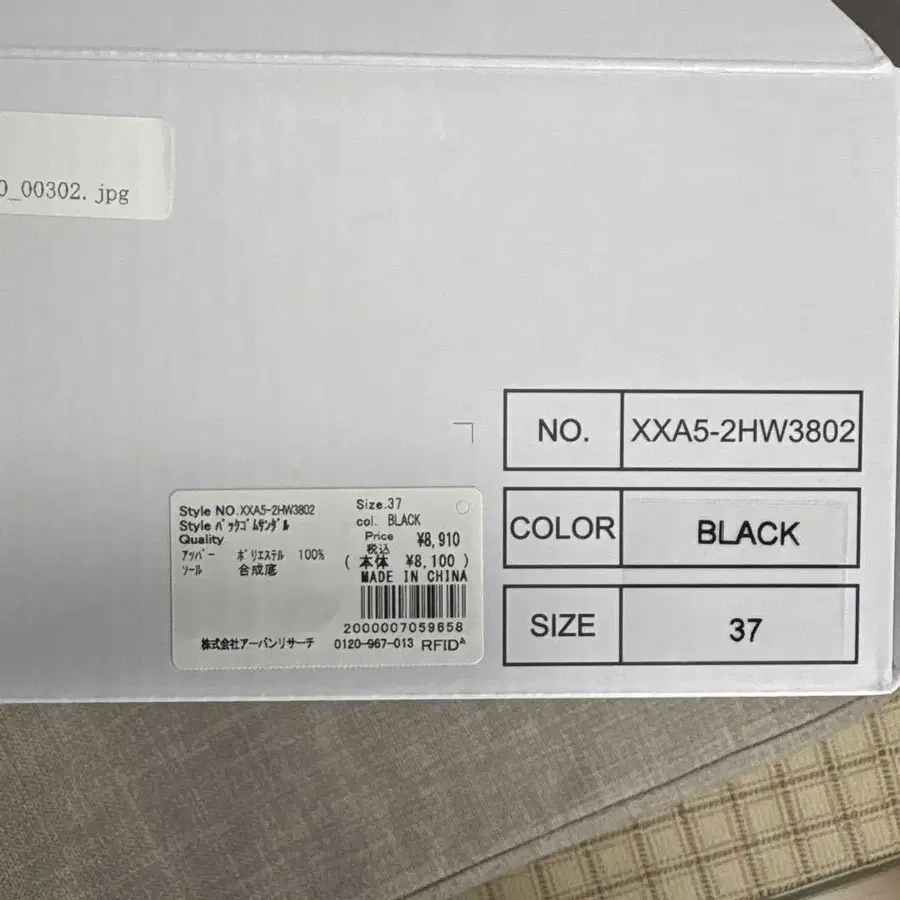 0_00302.jpg
NO. XXA5-2HW3802
COLOR BLACK
SIZE 37
Style NO.XXA5-2HW3802 Size.37
Style バックゴムサンダル col. BLACK
Quality Price ¥8,910
税込
アッパー ポリエステル 100% ( 本体 ¥8,100 )
ソール 合成底 MADE IN CHINA
2000007059658
株式会社アーバンリサーチ 0120-967-013 RFID